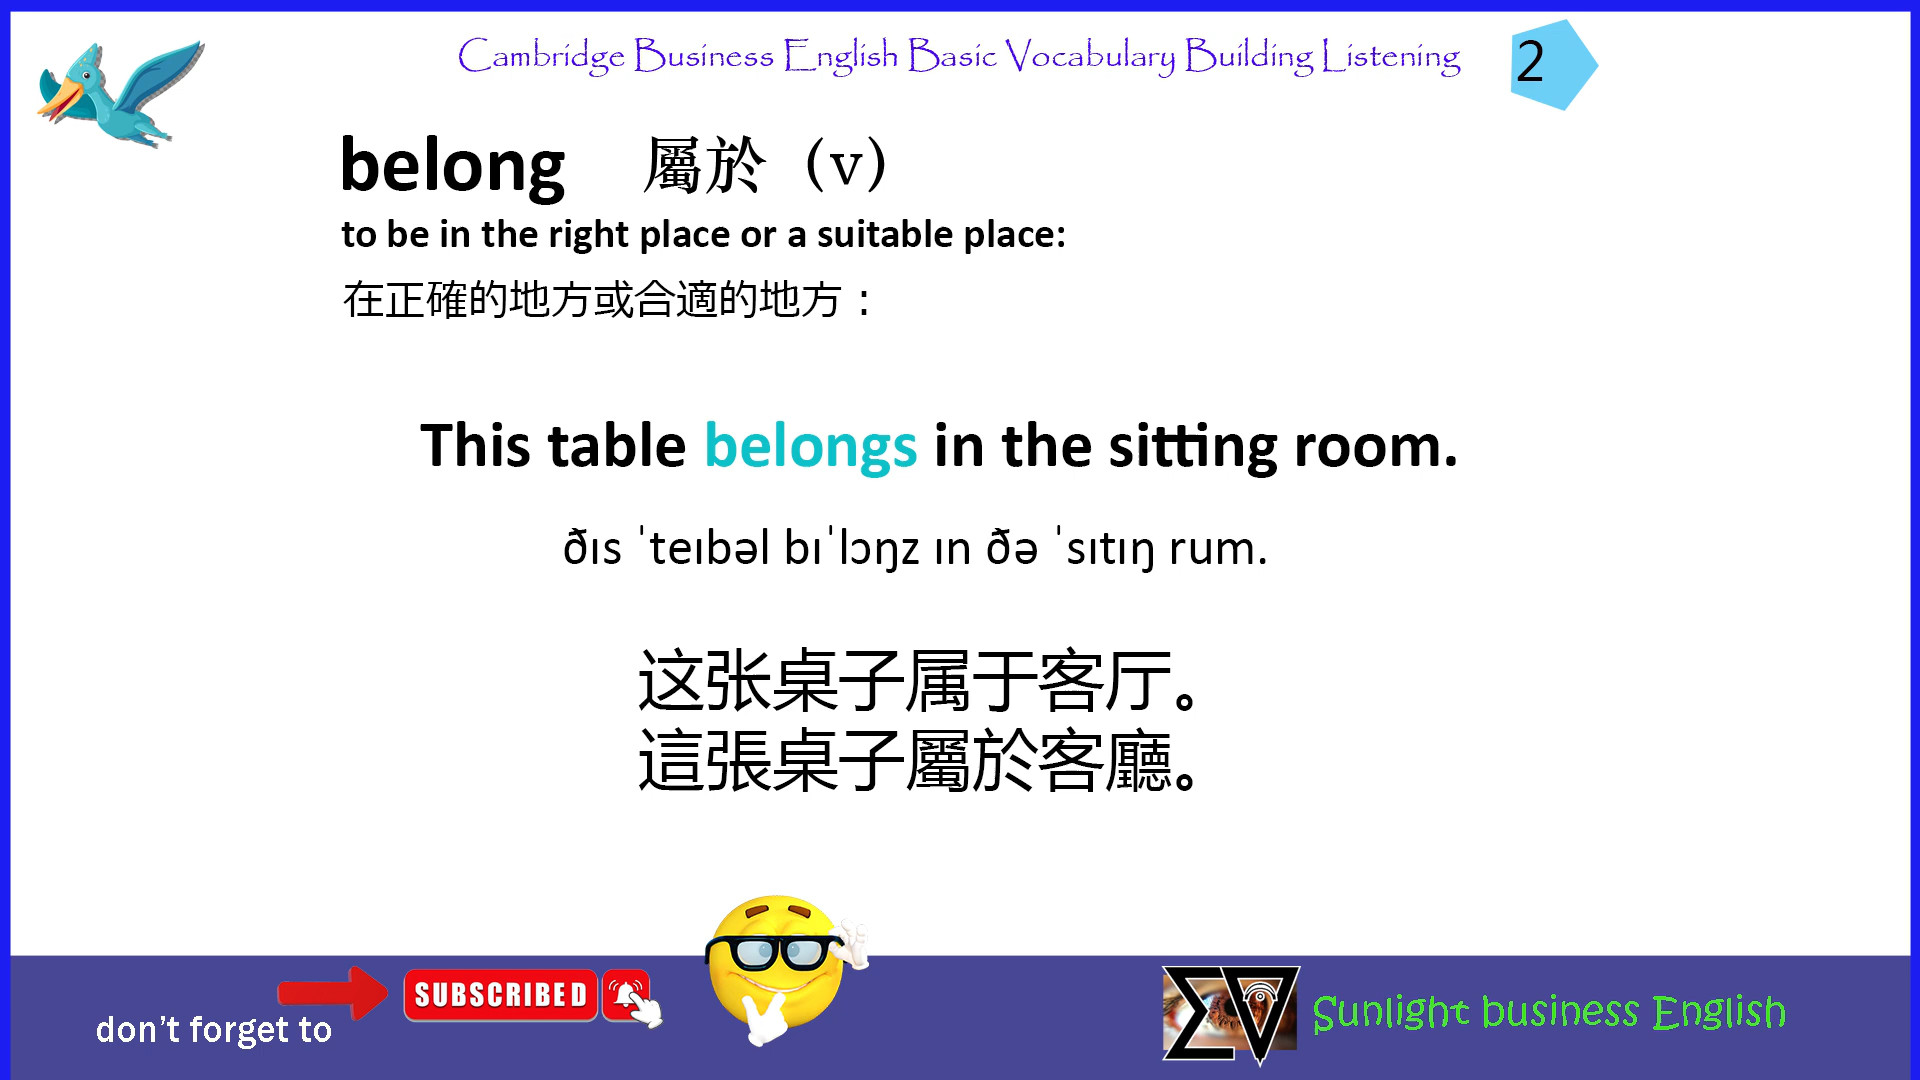 Cambridge Business English Basic Vocabulary Building Listening
2
belong 屬於 (v)
to be in the right place or a suitable place:
在正確的地方或合適的地方：
This table belongs in the sitting room.
ðɪs ˈteɪbəl bɪˈlɔŋz ɪn ðə ˈsɪtɪŋ rum.
这张桌子属于客厅。
這張桌子屬於客廳。
don’t forget to
SUBSCRIBED
Sunlight business English